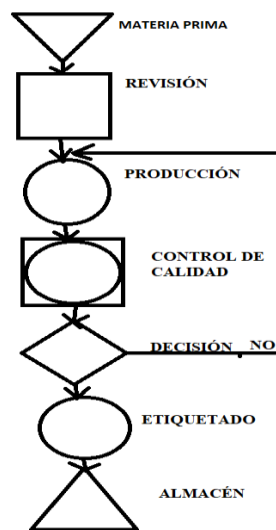 MATERIA PRIMA
REVISIÓN
PRODUCCIÓN
CONTROL DE
CALIDAD
DECISIÓN NO
ETIQUETADO
ALMACÉN